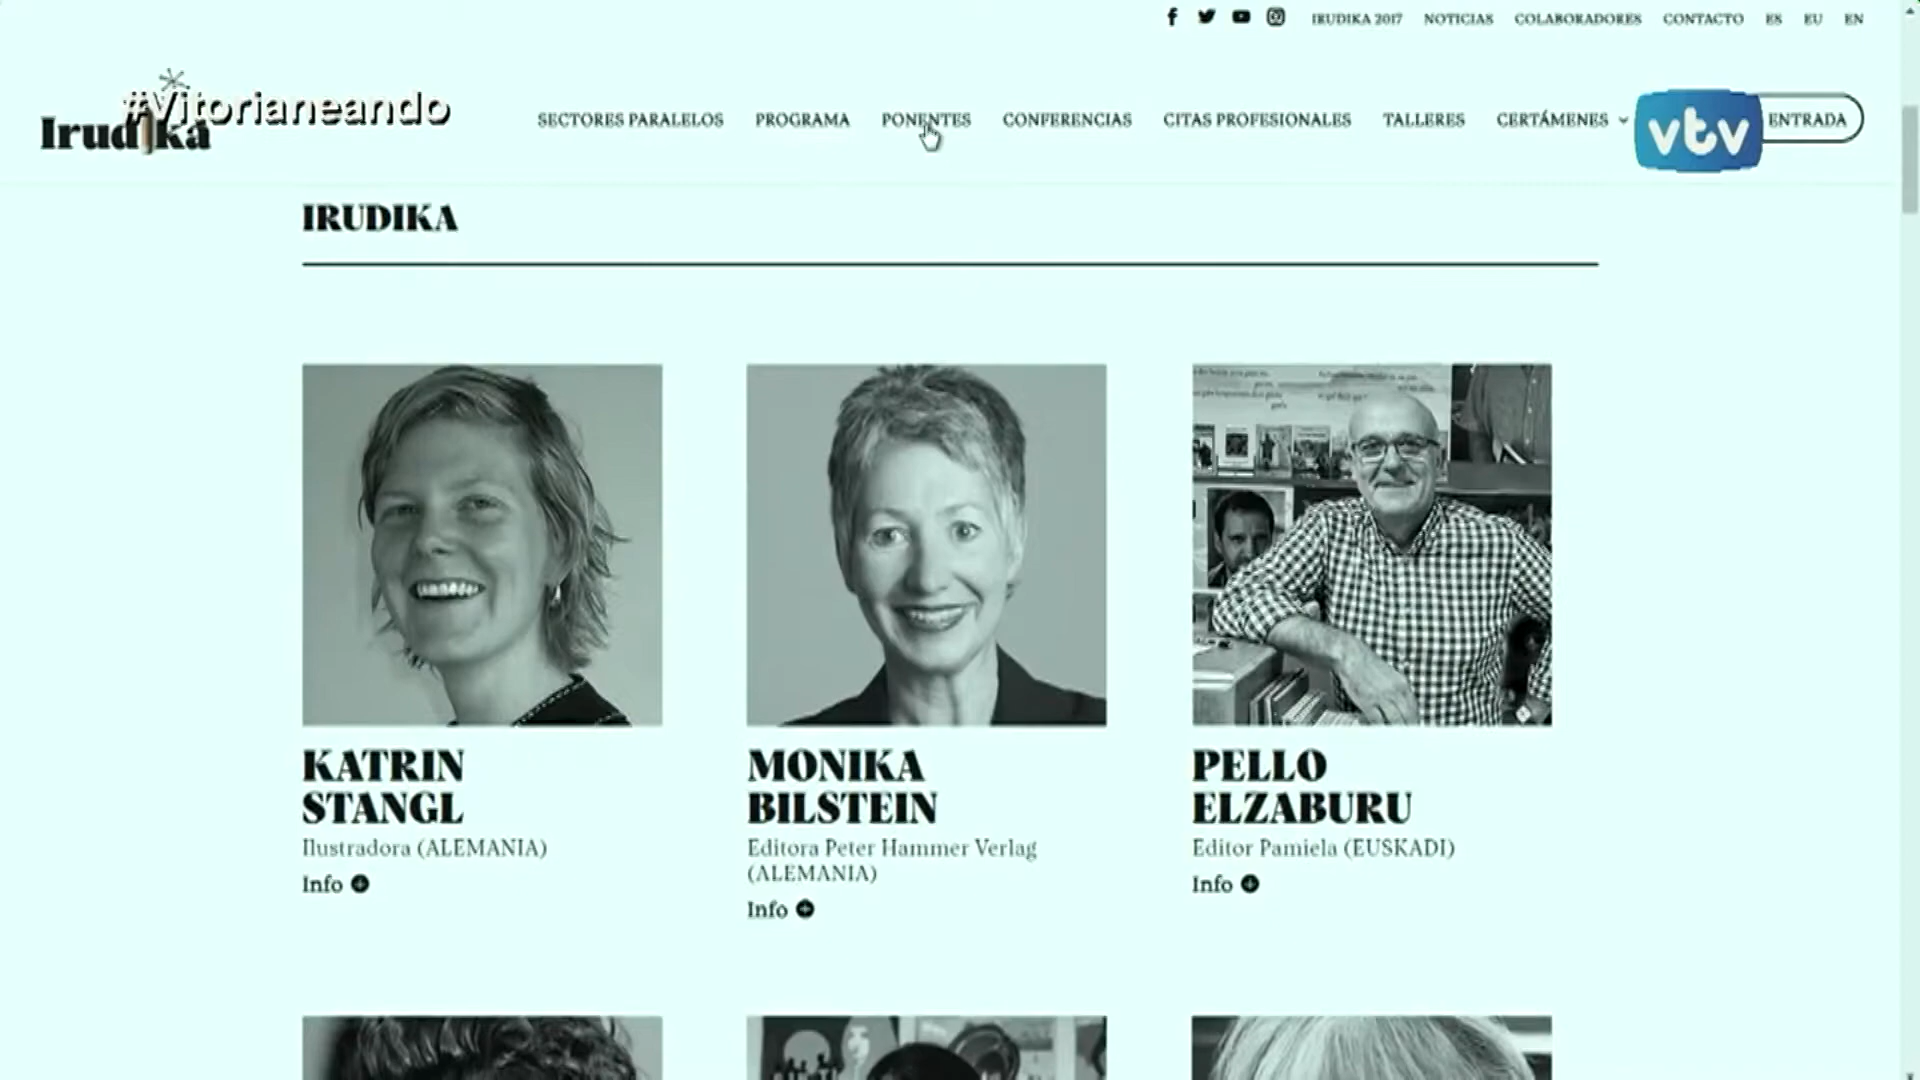 IRUDIKA 2017 NOTICIAS COLABORADORES CONTACTO ES EU EN
#Vitorianeando
Irudika
SECTORES PARALELOS PROGRAMA PONENTES CONFERENCIAS CITAS PROFESIONALES TALLERES CERTÁMENES
vtv
ENTRADA
IRUDIKA
KATRIN
STANGL
Ilustradora (ALEMANIA)
Info
MONIKA
BILSTEIN
Editora Peter Hammer Verlag
(ALEMANIA)
Info
PELLO
ELZABURU
Editor Pamiela (EUSKADI)
Info